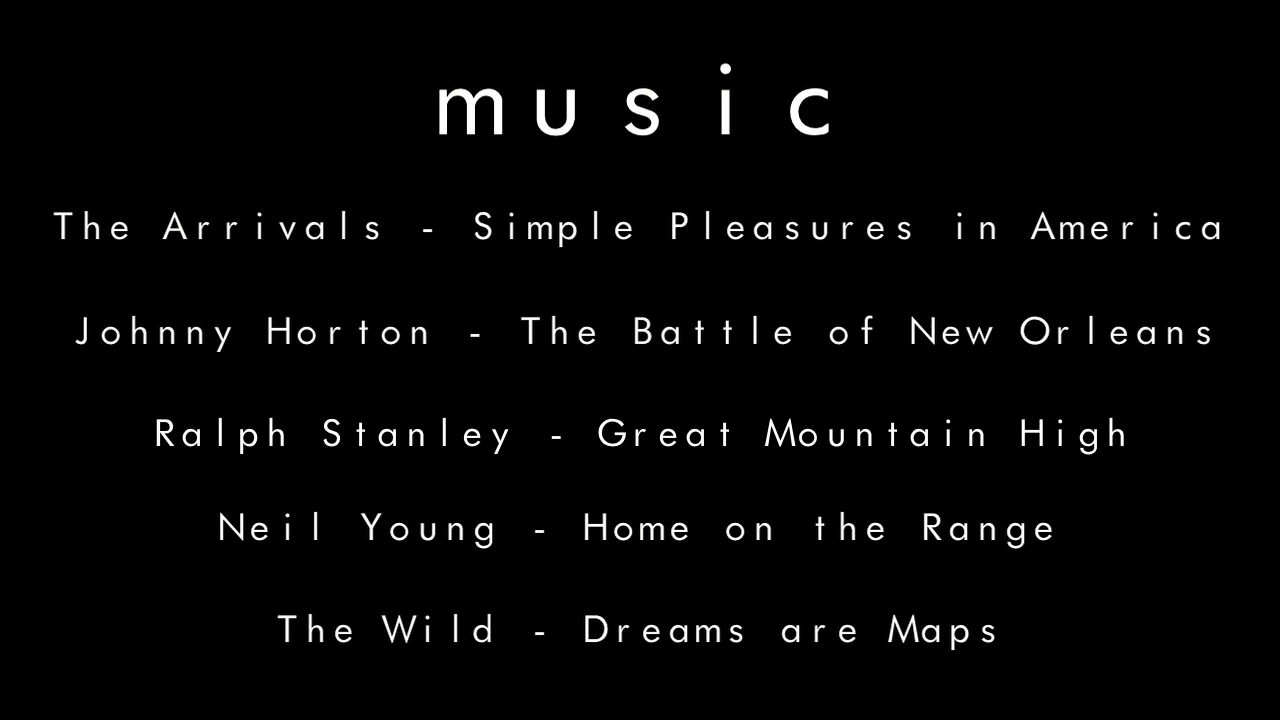 music
The Arrivals - Simple Pleasures in America
Johnny Horton - The Battle of New Orleans
Ralph Stanley - Great Mountain High
Neil Young - Home on the Range
The Wild - Dreams are Maps